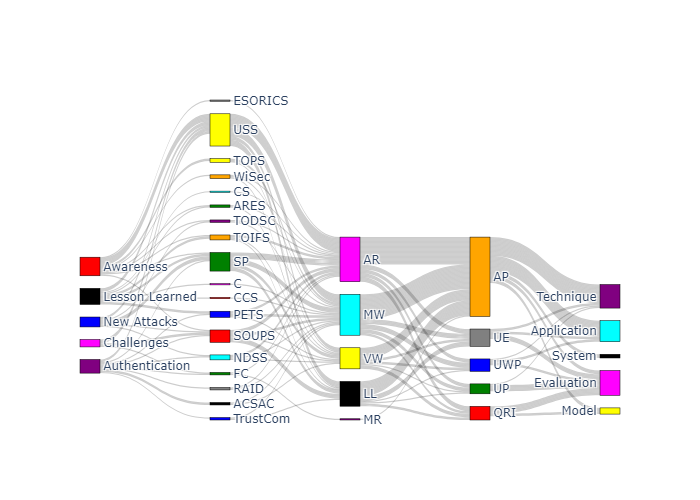 Awareness
Lesson Learned
New Attacks
Challenges
Authentication
ESORICS
USS
TOPS
WiSec
CS
ARES
TODSC
TOIFS
SP
C
CCS
PETS
SOUPS
NDSS
FC
RAID
ACSAC
TrustCom
AR
MW
VW
LL
MR
AP
UE
UWP
UP
QRI
Technique
Application
System
Evaluation
Model